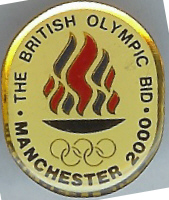 · THE BRITISH OLYMPIC BID ·
MANCHESTER 2000